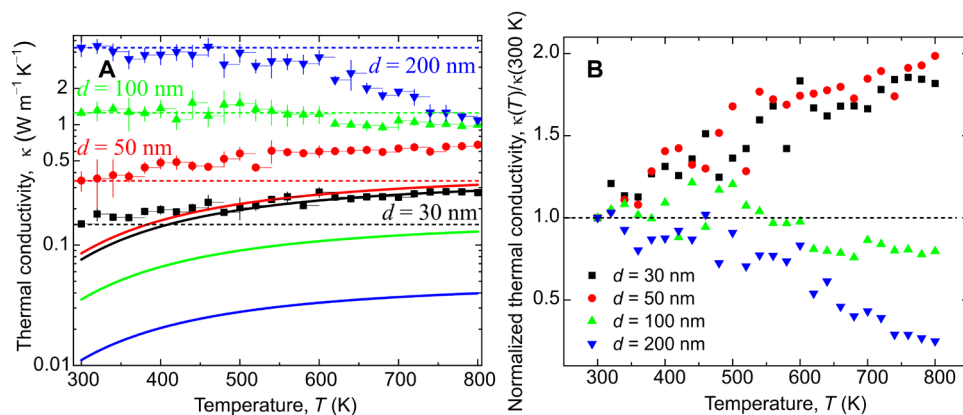 A
d = 200 nm
d = 100 nm
d = 50 nm
d = 30 nm
2
1
0.5
0.1
0.01
300 400 500 600 700 800
Temperature, T (K)
Thermal conductivity, κ (W m⁻¹ K⁻¹)
B
2.0
1.5
1.0
0.5
d = 30 nm
d = 50 nm
d = 100 nm
d = 200 nm
300 400 500 600 700 800
Temperature, T (K)
Normalized thermal conductivity, κ(T)/κ(300 K)